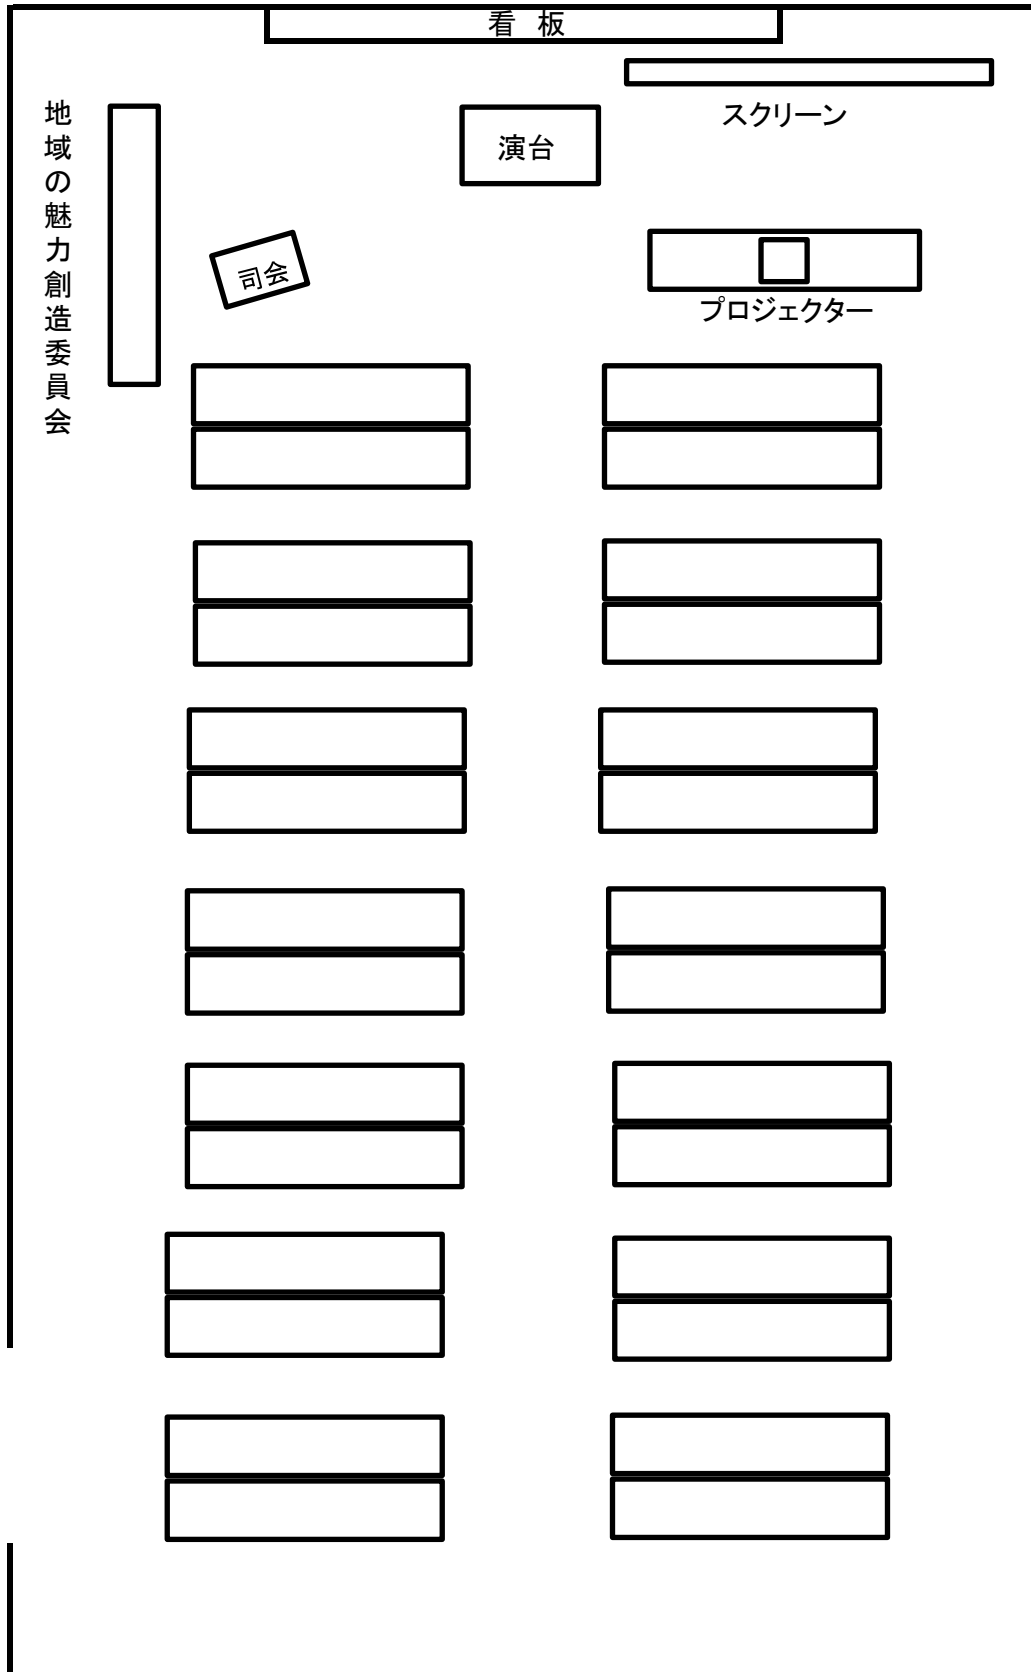 看 板
スクリーン
演台
地域の魅力創造委員会
司会
プロジェクター